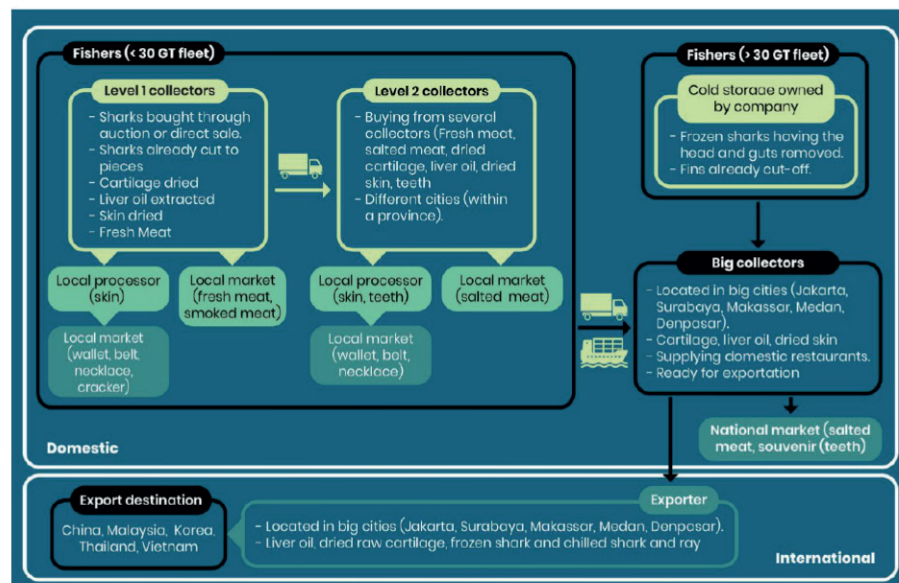 Fishers (< 30 GT fleet)
Level 1 collectors
- Sharks bought through
auction or direct sale.
- Sharks already cut to
pieces
- Cartilage dried
- Liver oil extracted
- Skin dried
- Fresh Meat
Level 2 collectors
- Buying from several
collectors (Fresh meat,
salted meat, dried
cartilage, liver oil, dried
skin, teeth
- Different cities (within
a province).
Local processor
(skin)
Local market
(fresh meat,
smoked meat)
Local market
(wallet, belt,
necklace,
cracker)
Local processor
(skin, teeth)
Local market
(salted meat)
Local market
(wallet, bolt,
necklace)
Fishers (> 30 GT fleet)
Cold storage owned
by company
- Frozen sharks having the
head and guts removed.
- Fins already cut-off.
Big collectors
- Located in big cities (Jakarta,
Surabaya, Makassar, Medan,
Denpasar).
- Cartilage, liver oil, dried skin
- Supplying domestic restaurants.
- Ready for exportation
National market (salted
meat, souvenir (teeth)
Domestic
Export destination
China, Malaysia, Korea,
Thailand, Vietnam
Exporter
- Located in big cities (Jakarta, Surabaya, Makassar, Medan, Denpasar).
- Liver oil, dried raw cartilage, frozen shark and chilled shark and ray
International